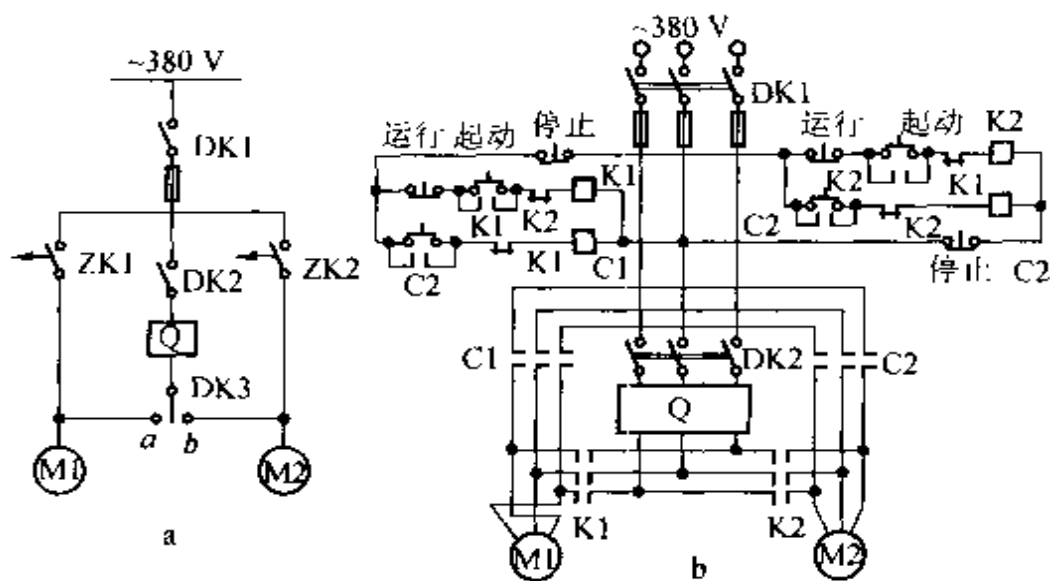 ~380 V
DK1
ZK1
DK2
ZK2
Q
DK3
a b
M1
M2
a
~380 V
DK1
运行 起动 停止
运行 起动 K2
K1
K1 K2
K2
K1
C2
K1 C1
C2
K2
停止 C2
C1
DK2
C2
Q
K1
K2
M1
M2
b